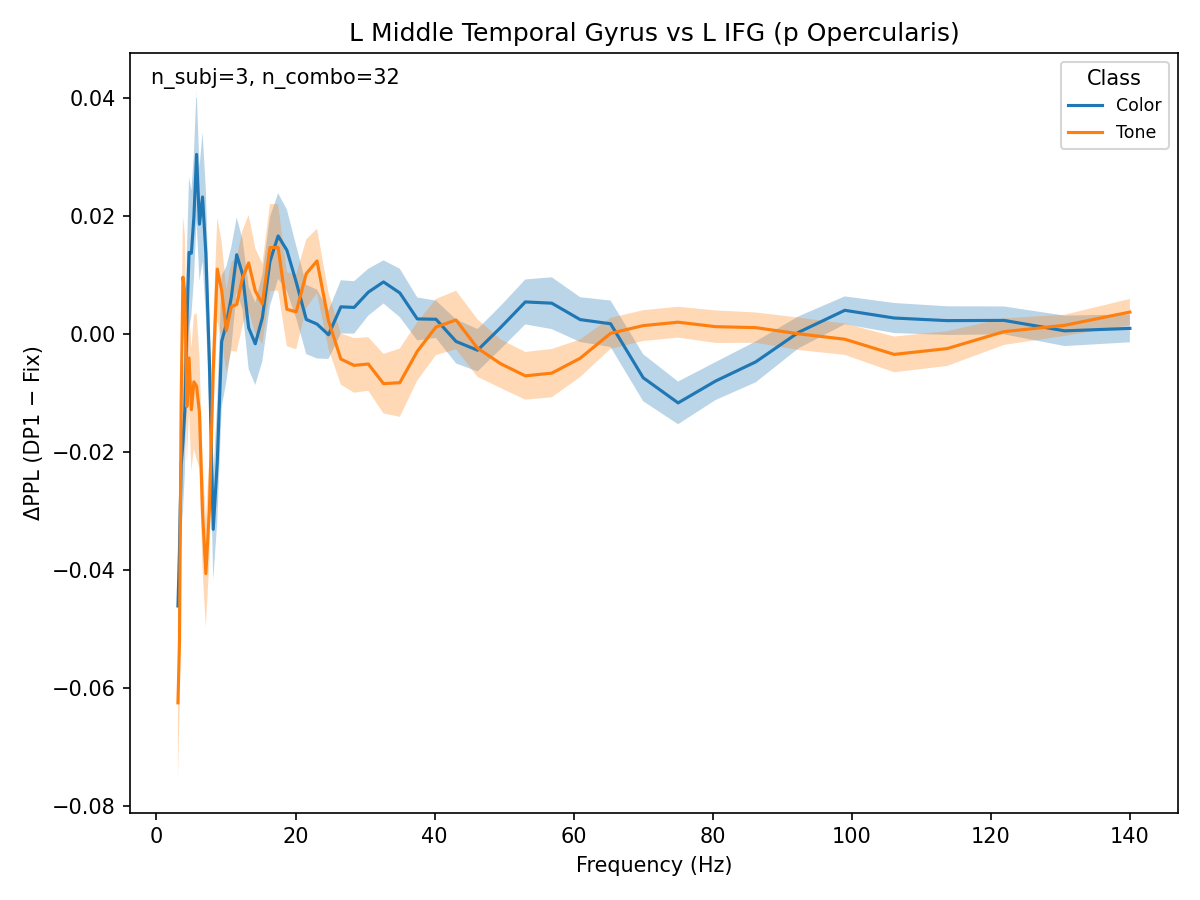 L Middle Temporal Gyrus vs L IFG (p Opercularis)
n_subj=3, n_combo=32
Class
Color
Tone
0.04
0.02
0.00
−0.02
−0.04
−0.06
−0.08
ΔPPL (DP1 − Fix)
0 20 40 60 80 100 120 140
Frequency (Hz)